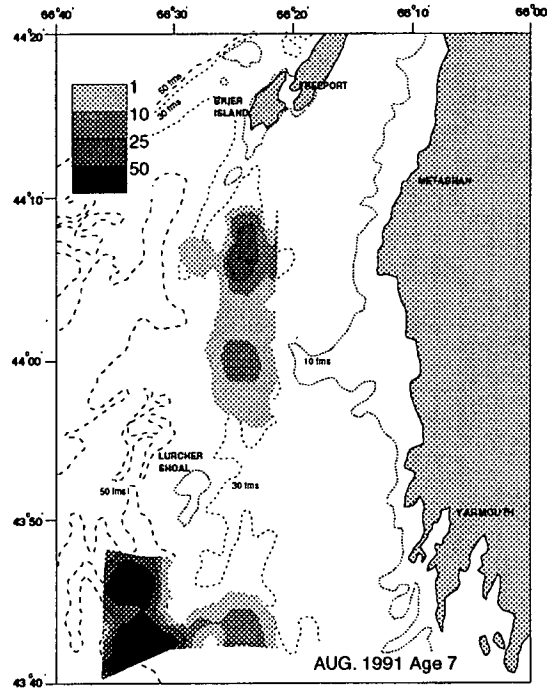 66°40' 66°30' 66°20' 66°10' 66°00'
44°20'
50 fms
30 fms
1
10
25
50
FREEPORT
BRIER
ISLAND
44°10'
METAGHAN
44°00'
10 fms
LURCHER
SHOAL
50 fms
30 fms
43°50'
YARMOUTH
43°40'
AUG. 1991 Age 7